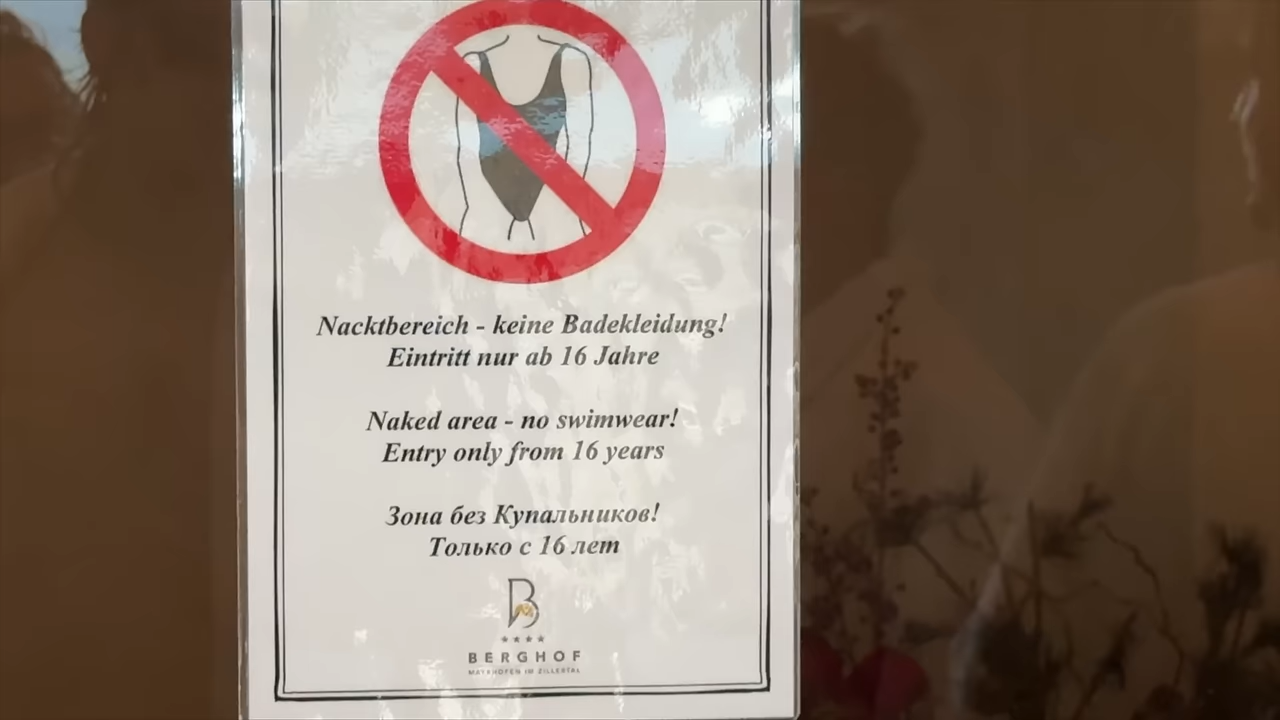 Nacktbereich - keine Badekleidung!
Eintritt nur ab 16 Jahre
Naked area - no swimwear!
Entry only from 16 years
Зона без Купальников!
Только с 16 лет
B
BERGHOF
MAYRHOFEN IM ZILLERTAL